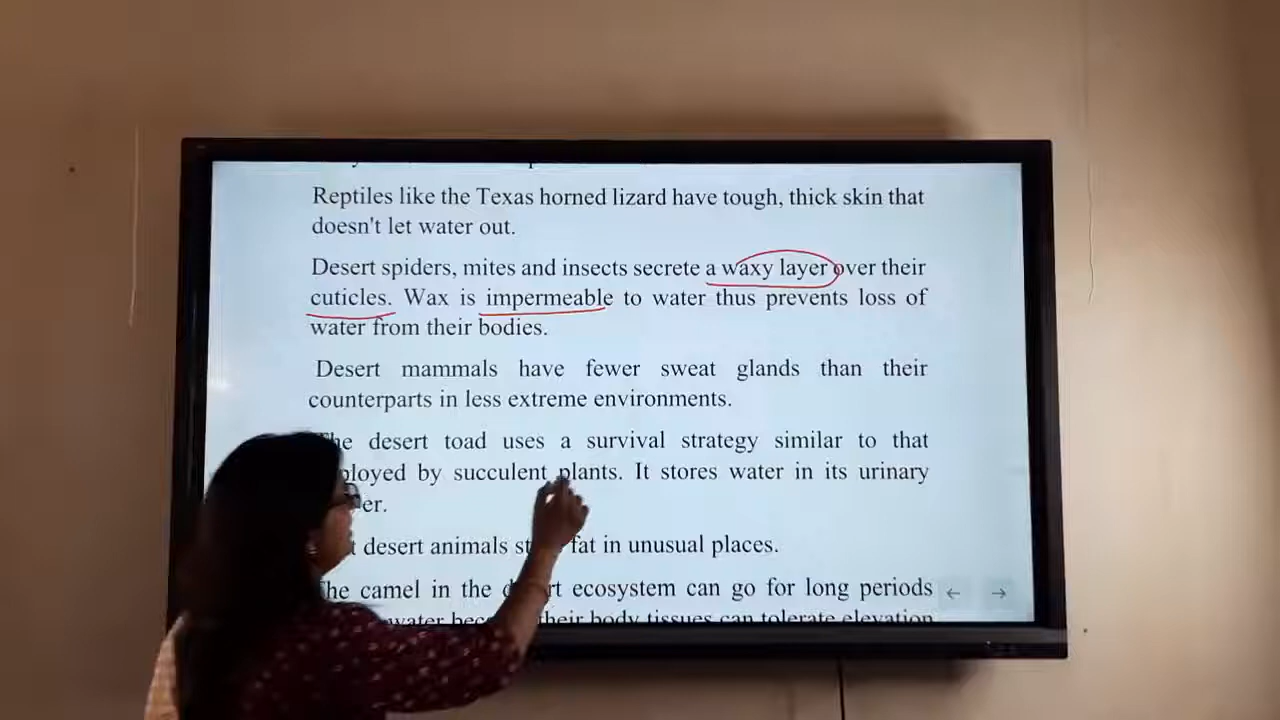 Reptiles like the Texas horned lizard have tough, thick skin that
doesn't let water out.
Desert spiders, mites and insects secrete a waxy layer over their
cuticles. Wax is impermeable to water thus prevents loss of
water from their bodies.
Desert mammals have fewer sweat glands than their
counterparts in less extreme environments.
The desert toad uses a survival strategy similar to that
by succulent plants. It stores water in its urinary
desert animals fat in unusual places.
The camel in the ecosystem can go for long periods
water their body tissues can tolerate elevation